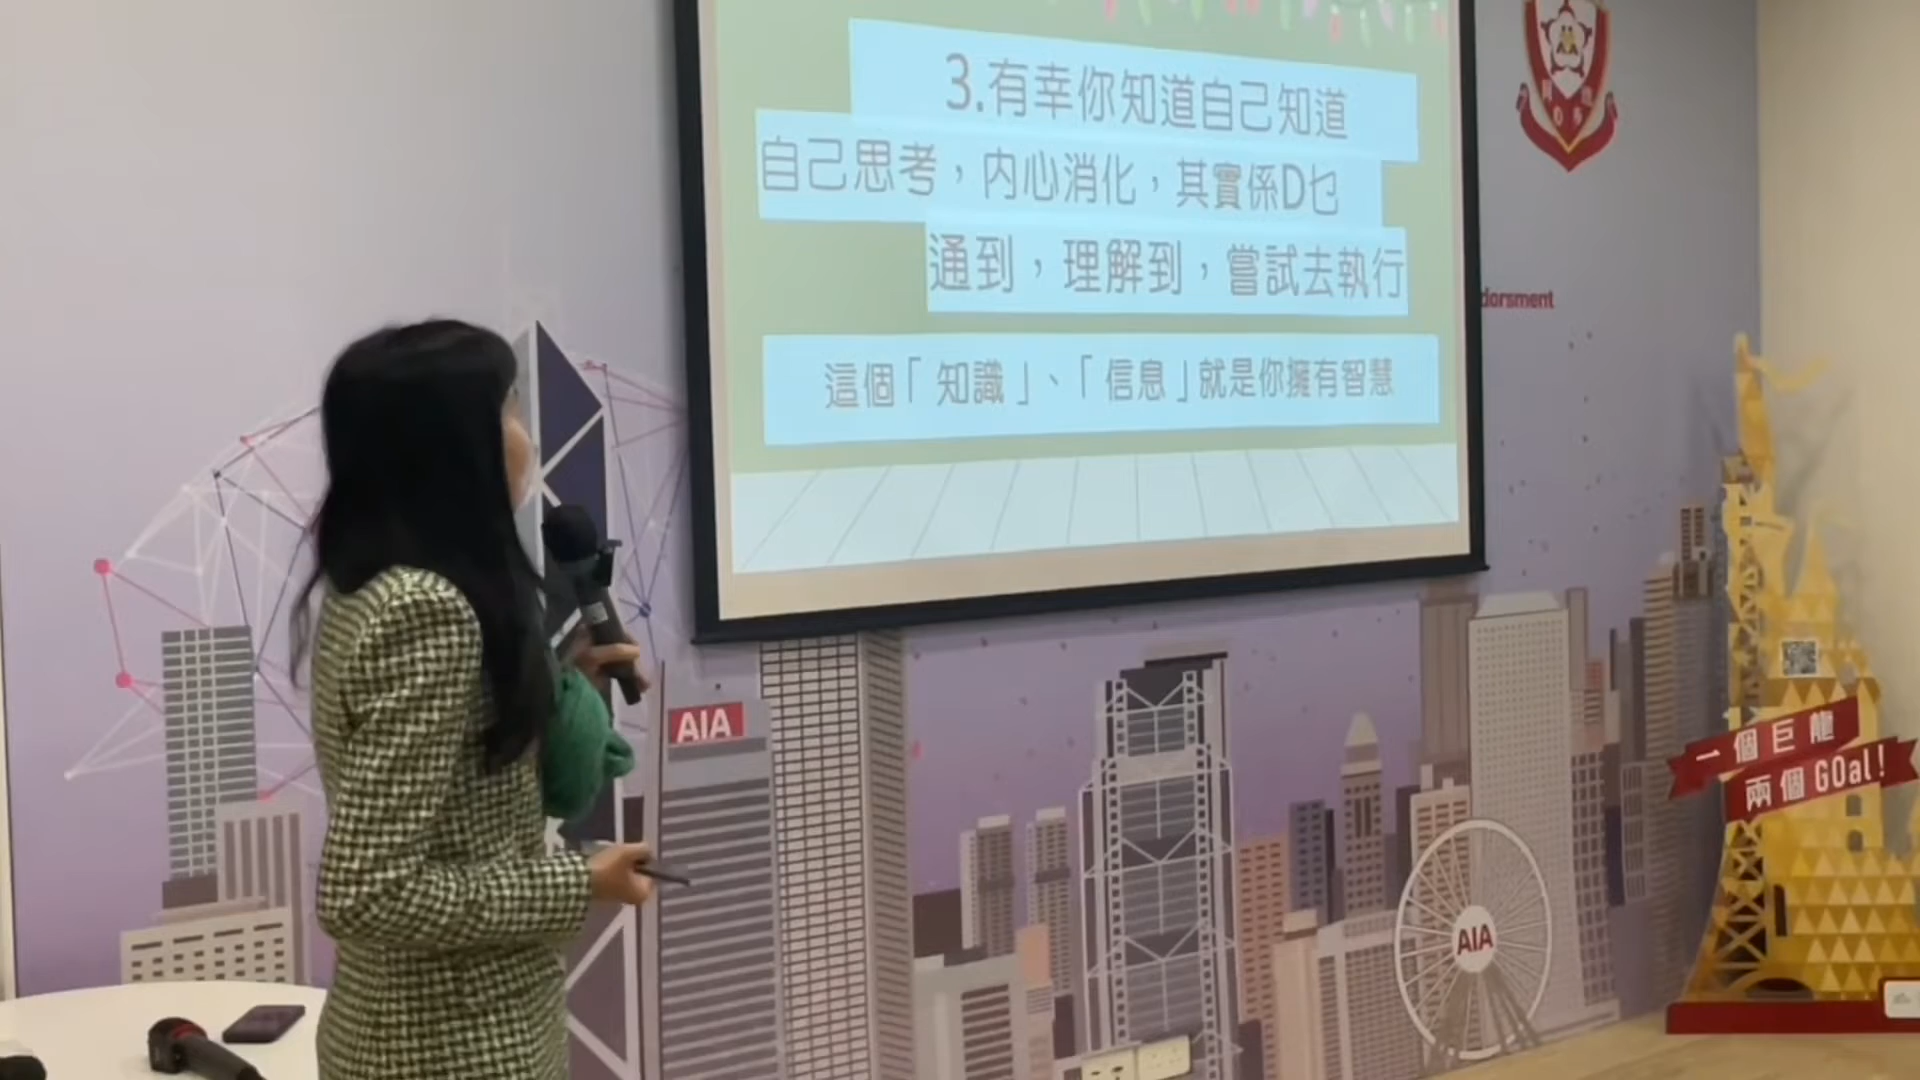 3.有幸你知道自己知道
自己思考，內心消化，其實係D乜
通到，理解到，嘗試去執行
這個「知識」、「信息」就是你擁有智慧
dorsment
AIA
一個巨龍
兩個GOal!
AIA